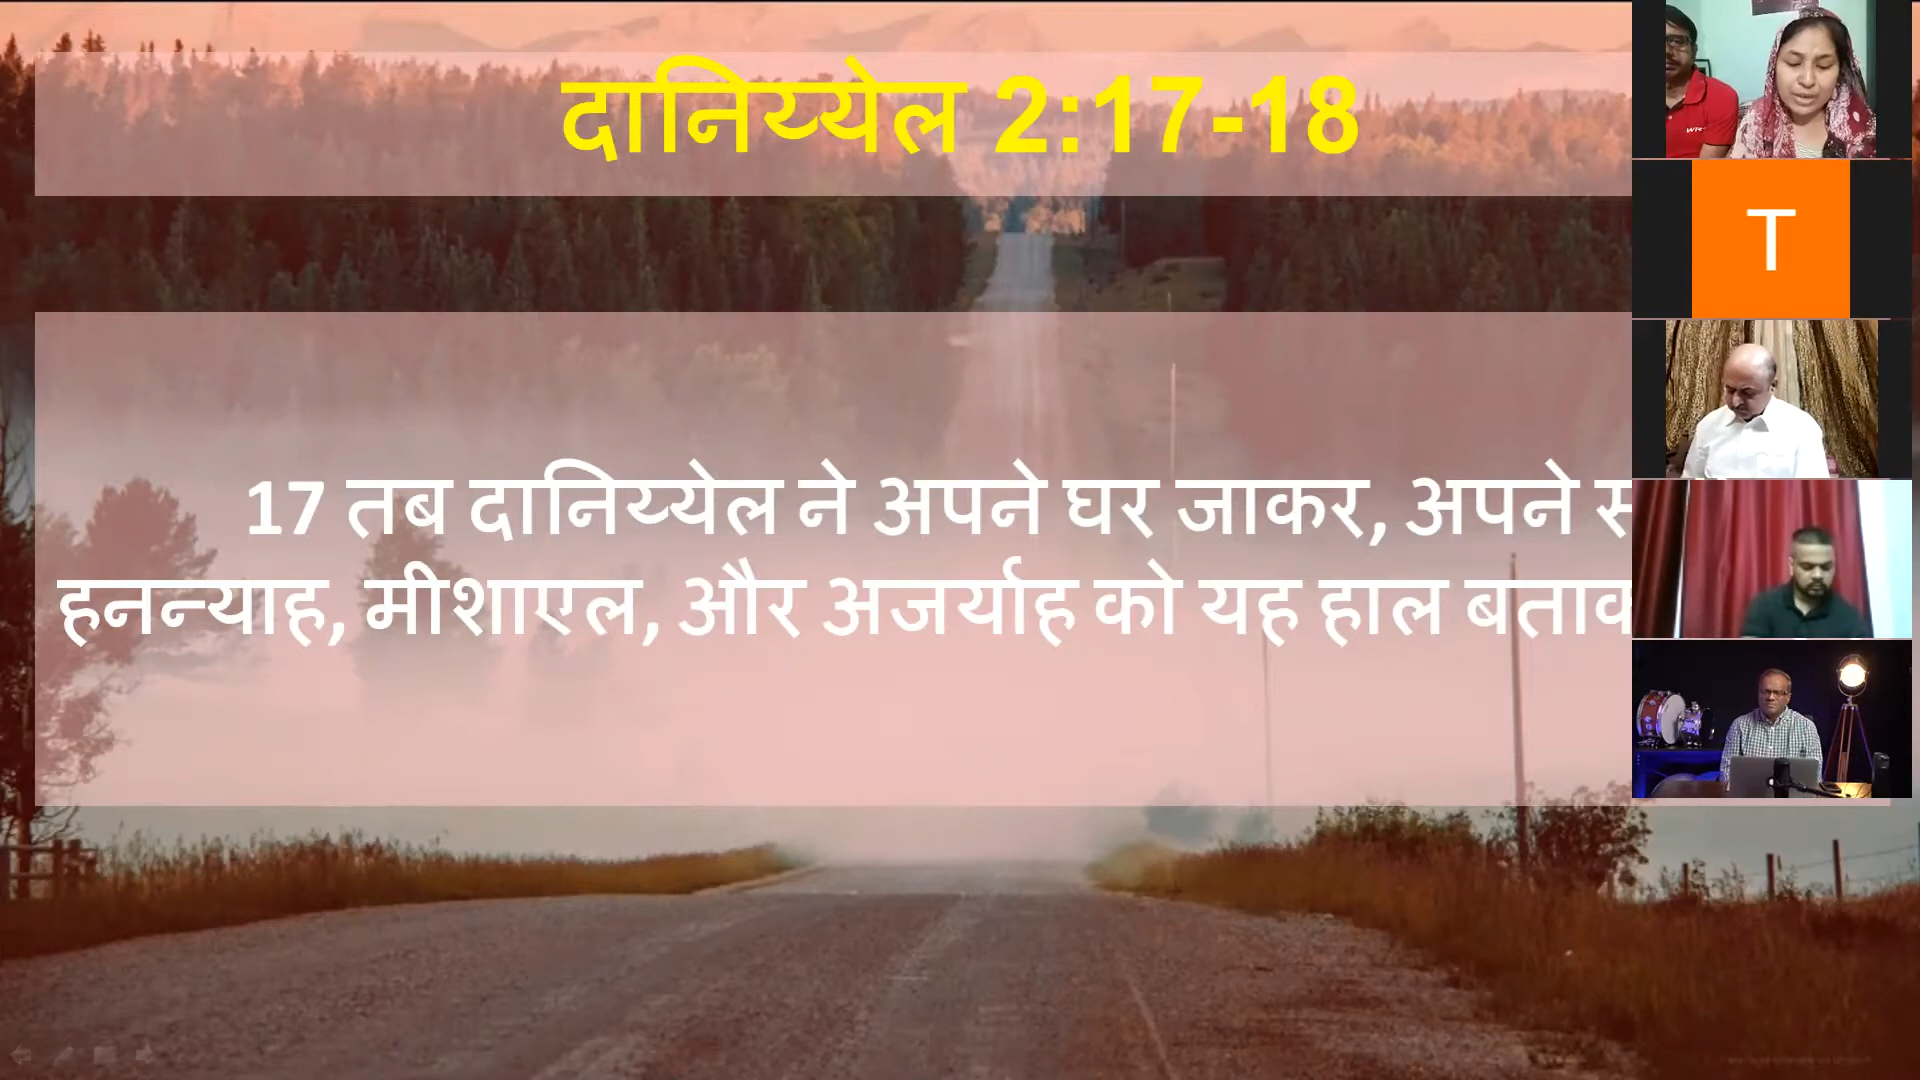 दानिय्येल 2:17-18
17 तब दानिय्येल ने अपने घर जाकर, अपने
हनन्याह, मीशाएल, और अजर्याह को यह हाल
T